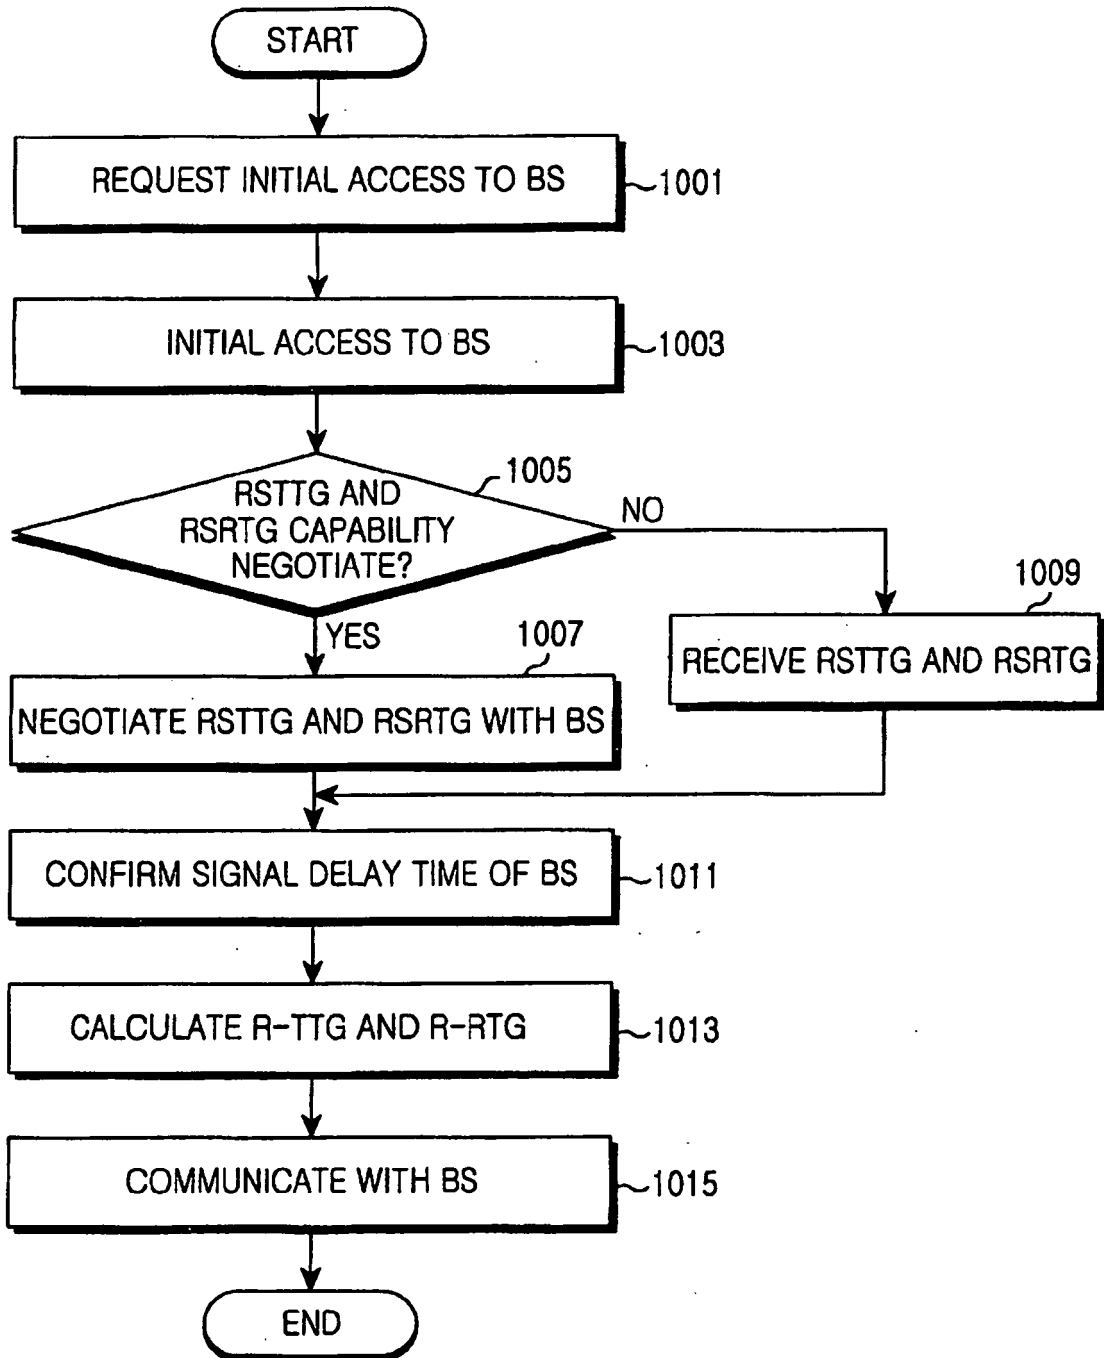 START
REQUEST INITIAL ACCESS TO BS
1001
INITIAL ACCESS TO BS
1003
1005
RSTTG AND
RSRTG CAPABILITY
NEGOTIATE?
NO
YES
1007
1009
NEGOTIATE RSTTG AND RSRTG WITH BS
RECEIVE RSTTG AND RSRTG
CONFIRM SIGNAL DELAY TIME OF BS
1011
CALCULATE R-TTG AND R-RTG
1013
COMMUNICATE WITH BS
1015
END